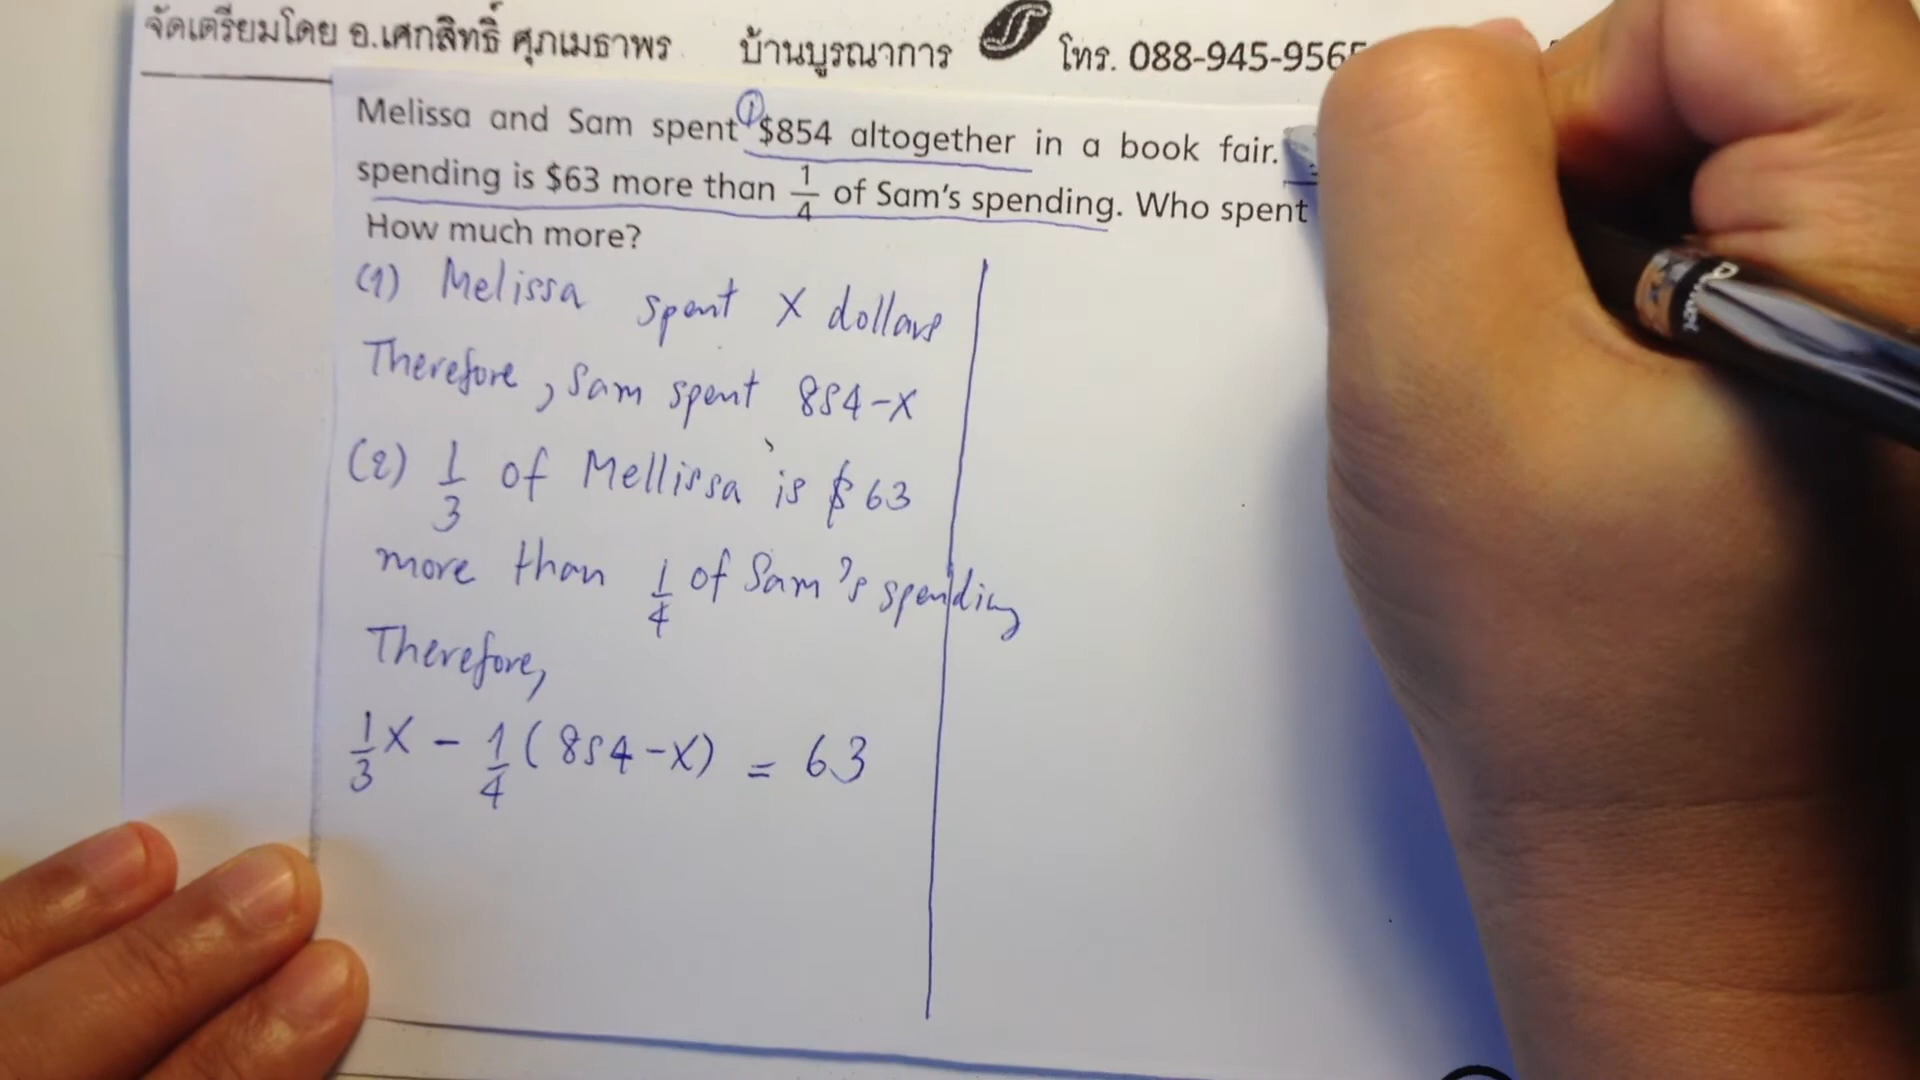 จัดเตรียมโดย อ.เศกสิทธิ์ ศุภเมธาพร บ้านบูรณาการ โทร. 088-945-9565
Melissa and Sam spent ① $854 altogether in a book fair.
spending is $63 more than 1/4 of Sam's spending. Who spent
How much more?
(1) Melissa spent X dollars
Therefore, Sam spent 854-X
(2) 1/3 of Mellissa is $63
more than 1/4 of Sam's spending
Therefore,
1/3 X - 1/4 (854-X) = 63